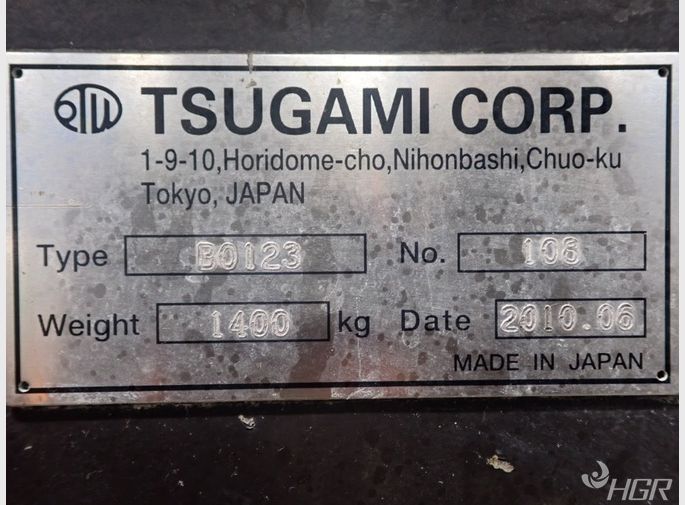 TSUGAMI CORP.
1-9-10,Horidome-cho,Nihonbashi,Chuo-ku
Tokyo, JAPAN
Type B0123 No. 108
Weight 1400 kg Date 2010.06
MADE IN JAPAN
HGR